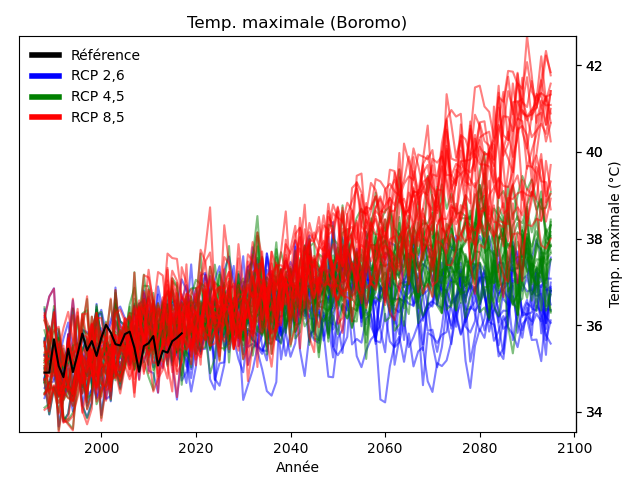 Temp. maximale (Boromo)
Référence
RCP 2,6
RCP 4,5
RCP 8,5
42
40
38
36
34
Temp. maximale (°C)
2000 2020 2040 2060 2080 2100
Année